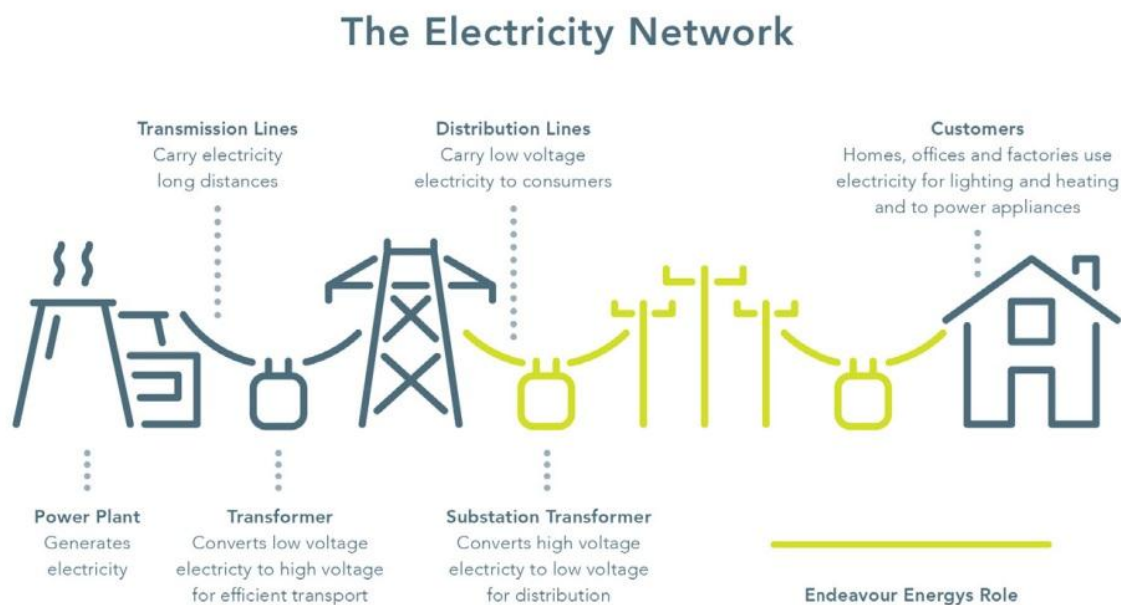 The Electricity Network
Transmission Lines
Carry electricity
long distances
Distribution Lines
Carry low voltage
electricity to consumers
Customers
Homes, offices and factories use
electricity for lighting and heating
and to power appliances
Power Plant
Generates
electricity
Transformer
Converts low voltage
electricty to high voltage
for efficient transport
Substation Transformer
Converts high voltage
electricity to low voltage
for distribution
Endeavour Energys Role